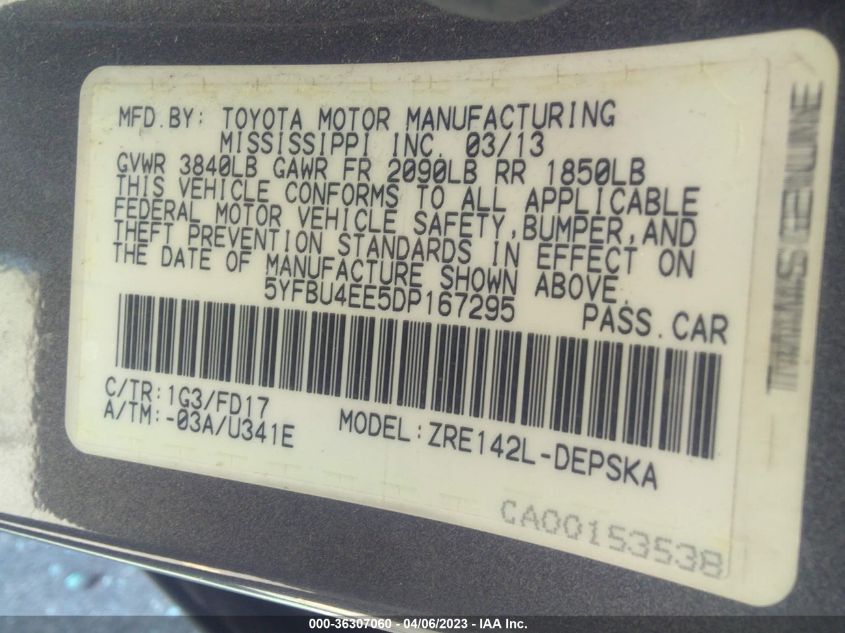 MFD.BY: TOYOTA MOTOR MANUFACTURING
MISSISSIPPI INC. 03/13
GVWR 3840LB GAWR FR 2090LB RR 1850LB
THIS VEHICLE CONFORMS TO ALL APPLICABLE
FEDERAL MOTOR VEHICLE SAFETY,BUMPER,AND
THEFT PREVENTION STANDARDS IN EFFECT ON
THE DATE OF MANUFACTURE SHOWN ABOVE.
5YFBU4EE5DP167295 PASS.CAR
C/TR:1G3/FD17
A/TM:-03A/U341E
MODEL:ZRE142L-DEPSKA
CA00153538
GENUINE
000-36307060 - 04/06/2023 - IAA Inc.